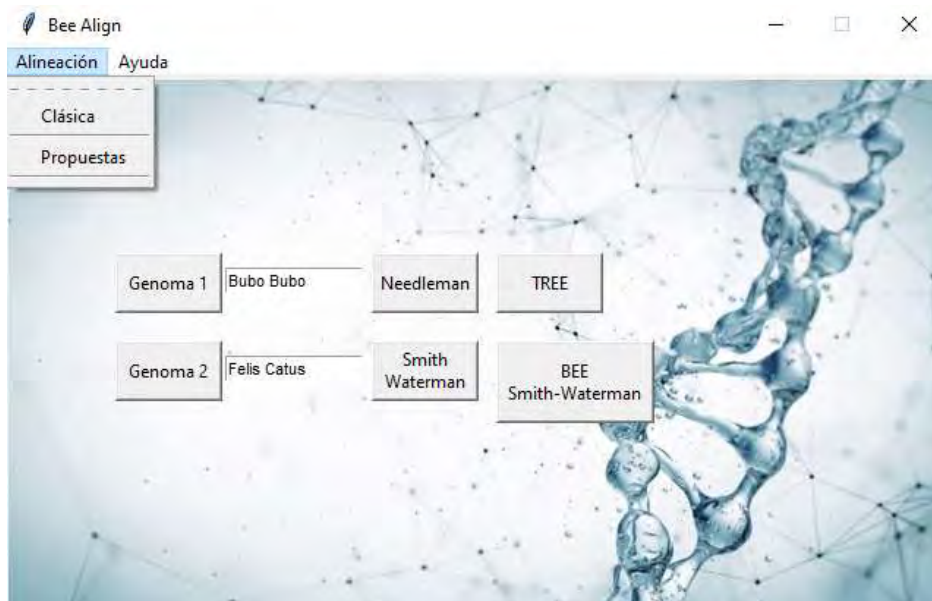 Bee Align
Alineación Ayuda
Clásica
Propuestas
Genoma 1 Bubo Bubo Needleman TREE
Genoma 2 Felis Catus Smith
Waterman
BEE
Smith-Waterman